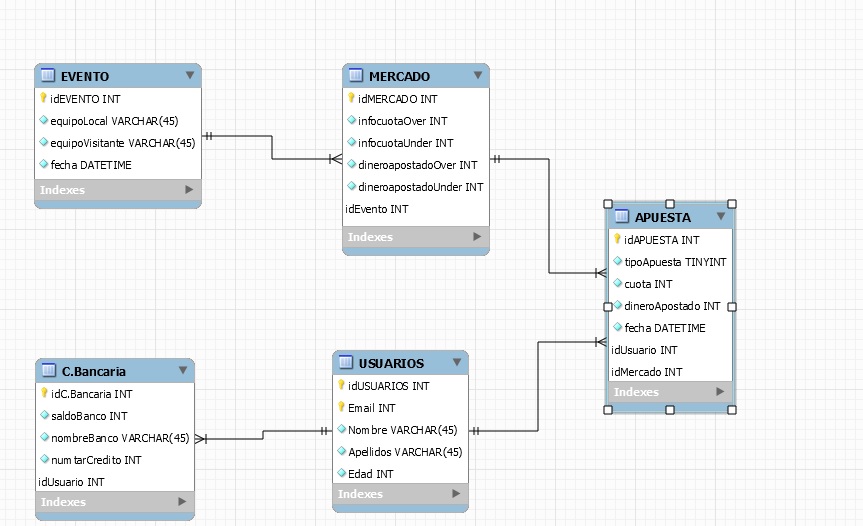 EVENTO
idEVENTO INT
equipoLocal VARCHAR(45)
equipoVisitante VARCHAR(45)
fecha DATETIME
Indexes
MERCADO
idMERCADO INT
infocuotaOver INT
infocuotaUnder INT
dineroapostadoOver INT
dineroapostadoUnder INT
idEvento INT
Indexes
APUESTA
idAPUESTA INT
tipoApuesta TINYINT
cuota INT
dineroApostado INT
fecha DATETIME
idUsuario INT
idMercado INT
Indexes
C.Bancaria
idC.Bancaria INT
saldoBanco INT
nombreBanco VARCHAR(45)
numtarCredito INT
idUsuario INT
Indexes
USUARIOS
idUSUARIOS INT
Email INT
Nombre VARCHAR(45)
Apellidos VARCHAR(45)
Edad INT
Indexes